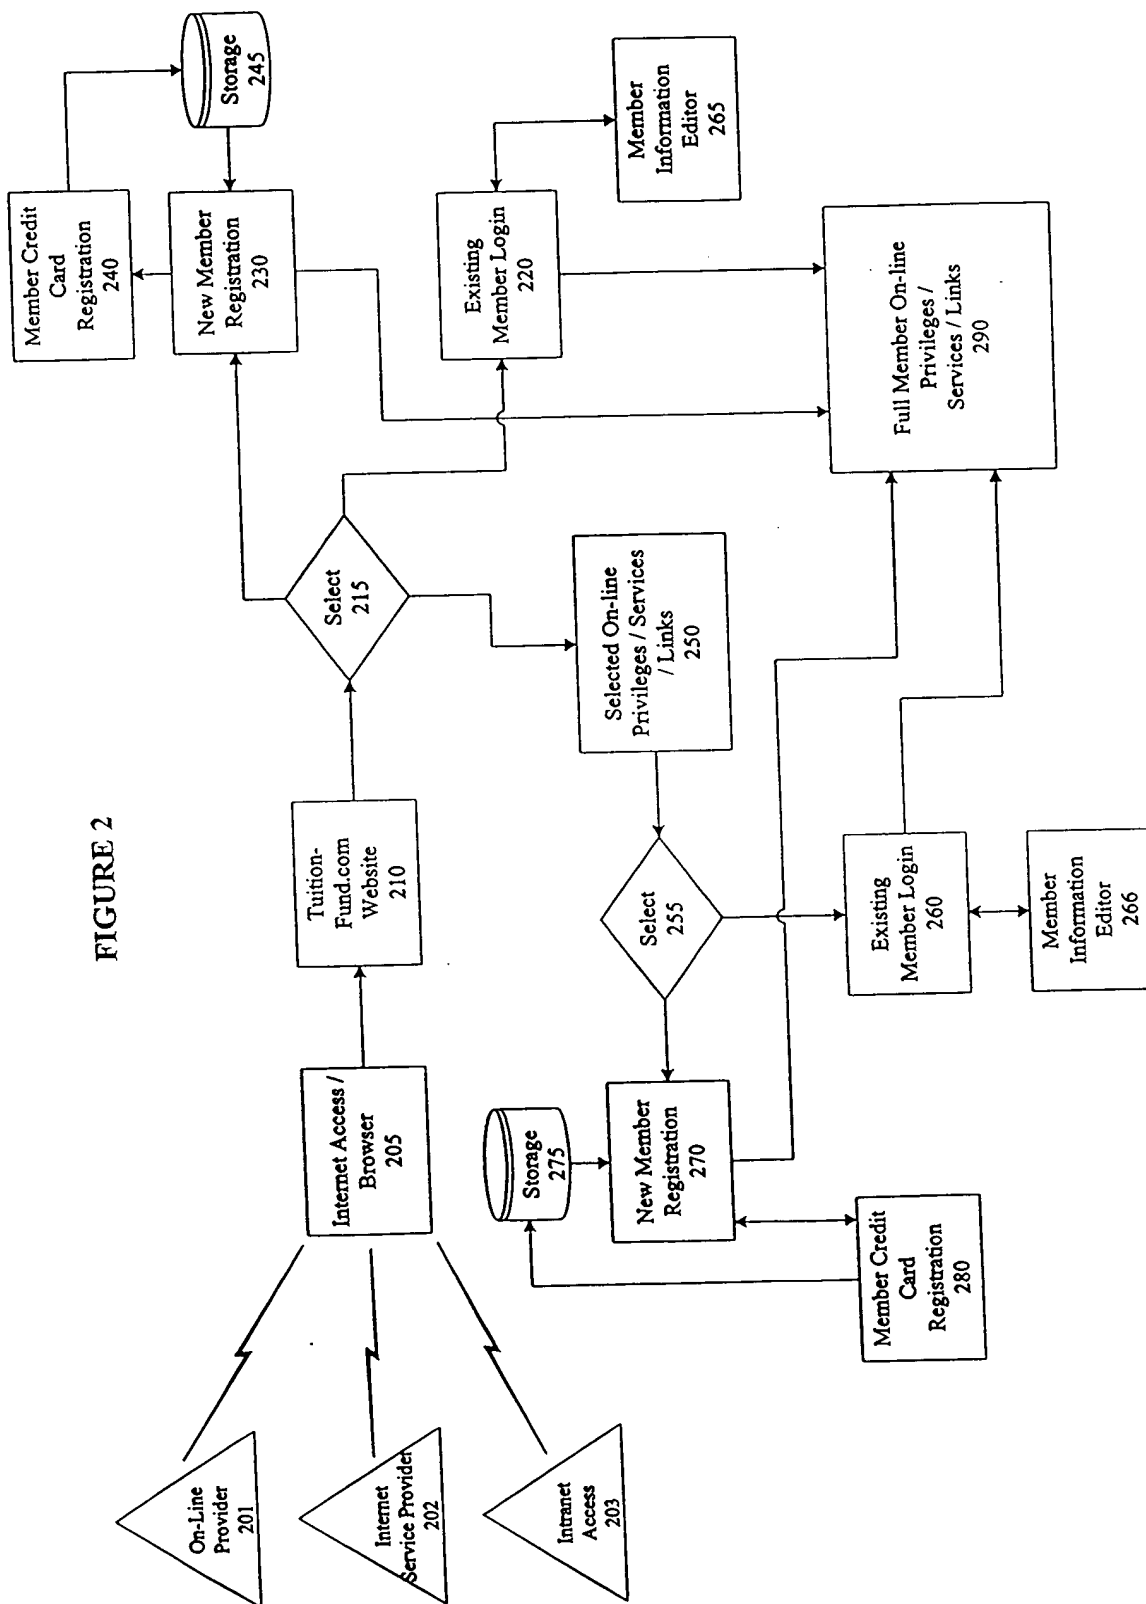 FIGURE 2
On-Line
Provider
201
Internet
Service Provider
202
Intranet
Access
203
Internet Access /
Browser
205
Tuition-
Fund.com
Website
210
Select
215
New Member
Registration
230
Member Credit
Card
Registration
240
Storage
245
Existing
Member Login
220
Member
Information
Editor
265
Selected On-line
Privileges / Services
/ Links
250
Select
255
Storage
275
New Member
Registration
270
Member Credit
Card
Registration
280
Existing
Member Login
260
Member
Information
Editor
266
Full Member On-line
Privileges /
Services / Links
290